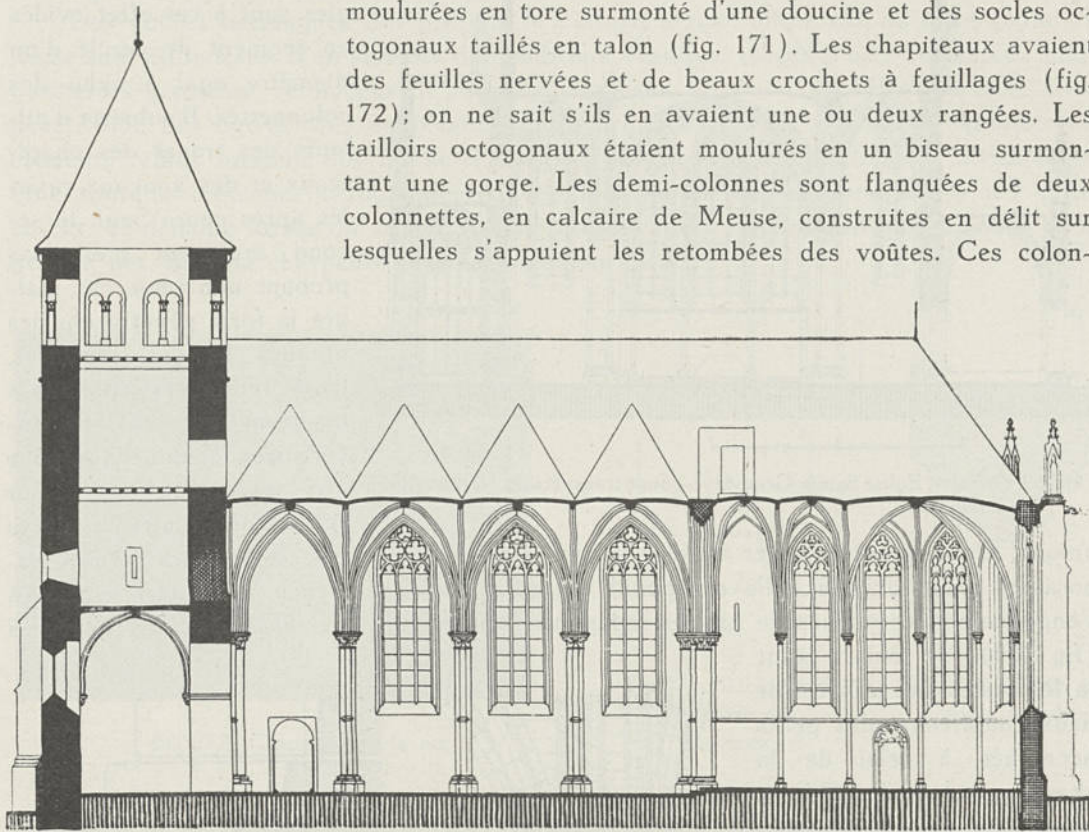 moulurées en tore surmonté d'une doucine et des socles oc-
togonaux taillés en talon (fig. 171). Les chapiteaux avaient
des feuilles nervées et de beaux crochets à feuillages (fig.
172); on ne sait s'ils en avaient une ou deux rangées. Les
tailloirs octogonaux étaient moulurés en un biseau surmon-
tant une gorge. Les demi-colonnes sont flanquées de deux
colonnettes, en calcaire de Meuse, construites en délit sur
lesquelles s'appuient les retombées des voûtes. Ces colon-